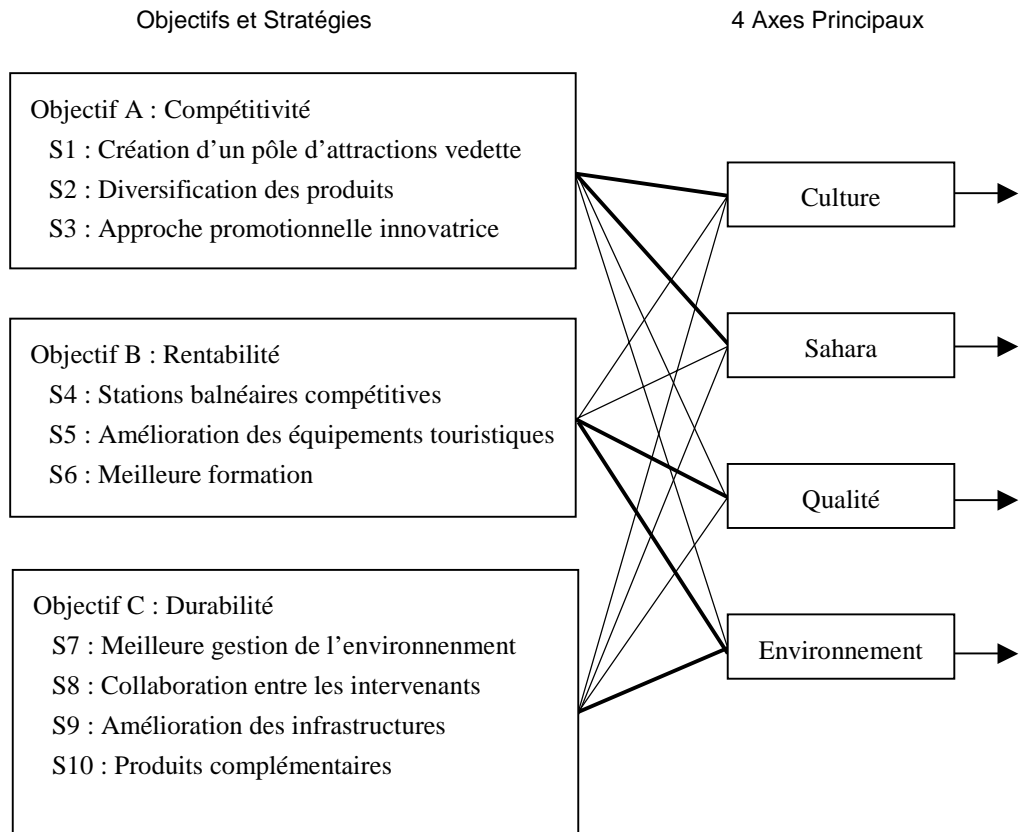 Objectifs et Stratégies
4 Axes Principaux
Objectif A : Compétitivité
S1 : Création d’un pôle d’attractions vedette
S2 : Diversification des produits
S3 : Approche promotionnelle innovatrice
Objectif B : Rentabilité
S4 : Stations balnéaires compétitives
S5 : Amélioration des équipements touristiques
S6 : Meilleure formation
Objectif C : Durabilité
S7 : Meilleure gestion de l’environnenment
S8 : Collaboration entre les intervenants
S9 : Amélioration des infrastructures
S10 : Produits complémentaires
Culture
Sahara
Qualité
Environnement